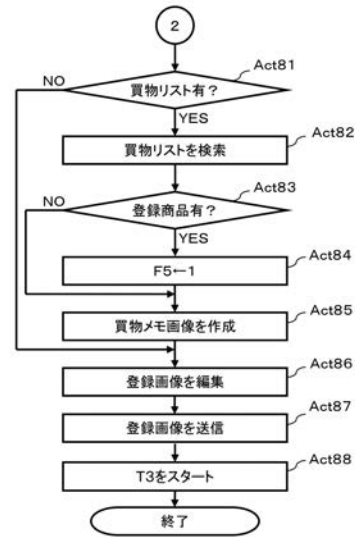 2
Act81
NO
買物リスト有?
YES
Act82
買物リストを検索
Act83
NO
登録商品有?
YES
Act84
F5←1
Act85
買物メモ画像を作成
Act86
登録画像を編集
Act87
登録画像を送信
Act88
T3をスタート
終了